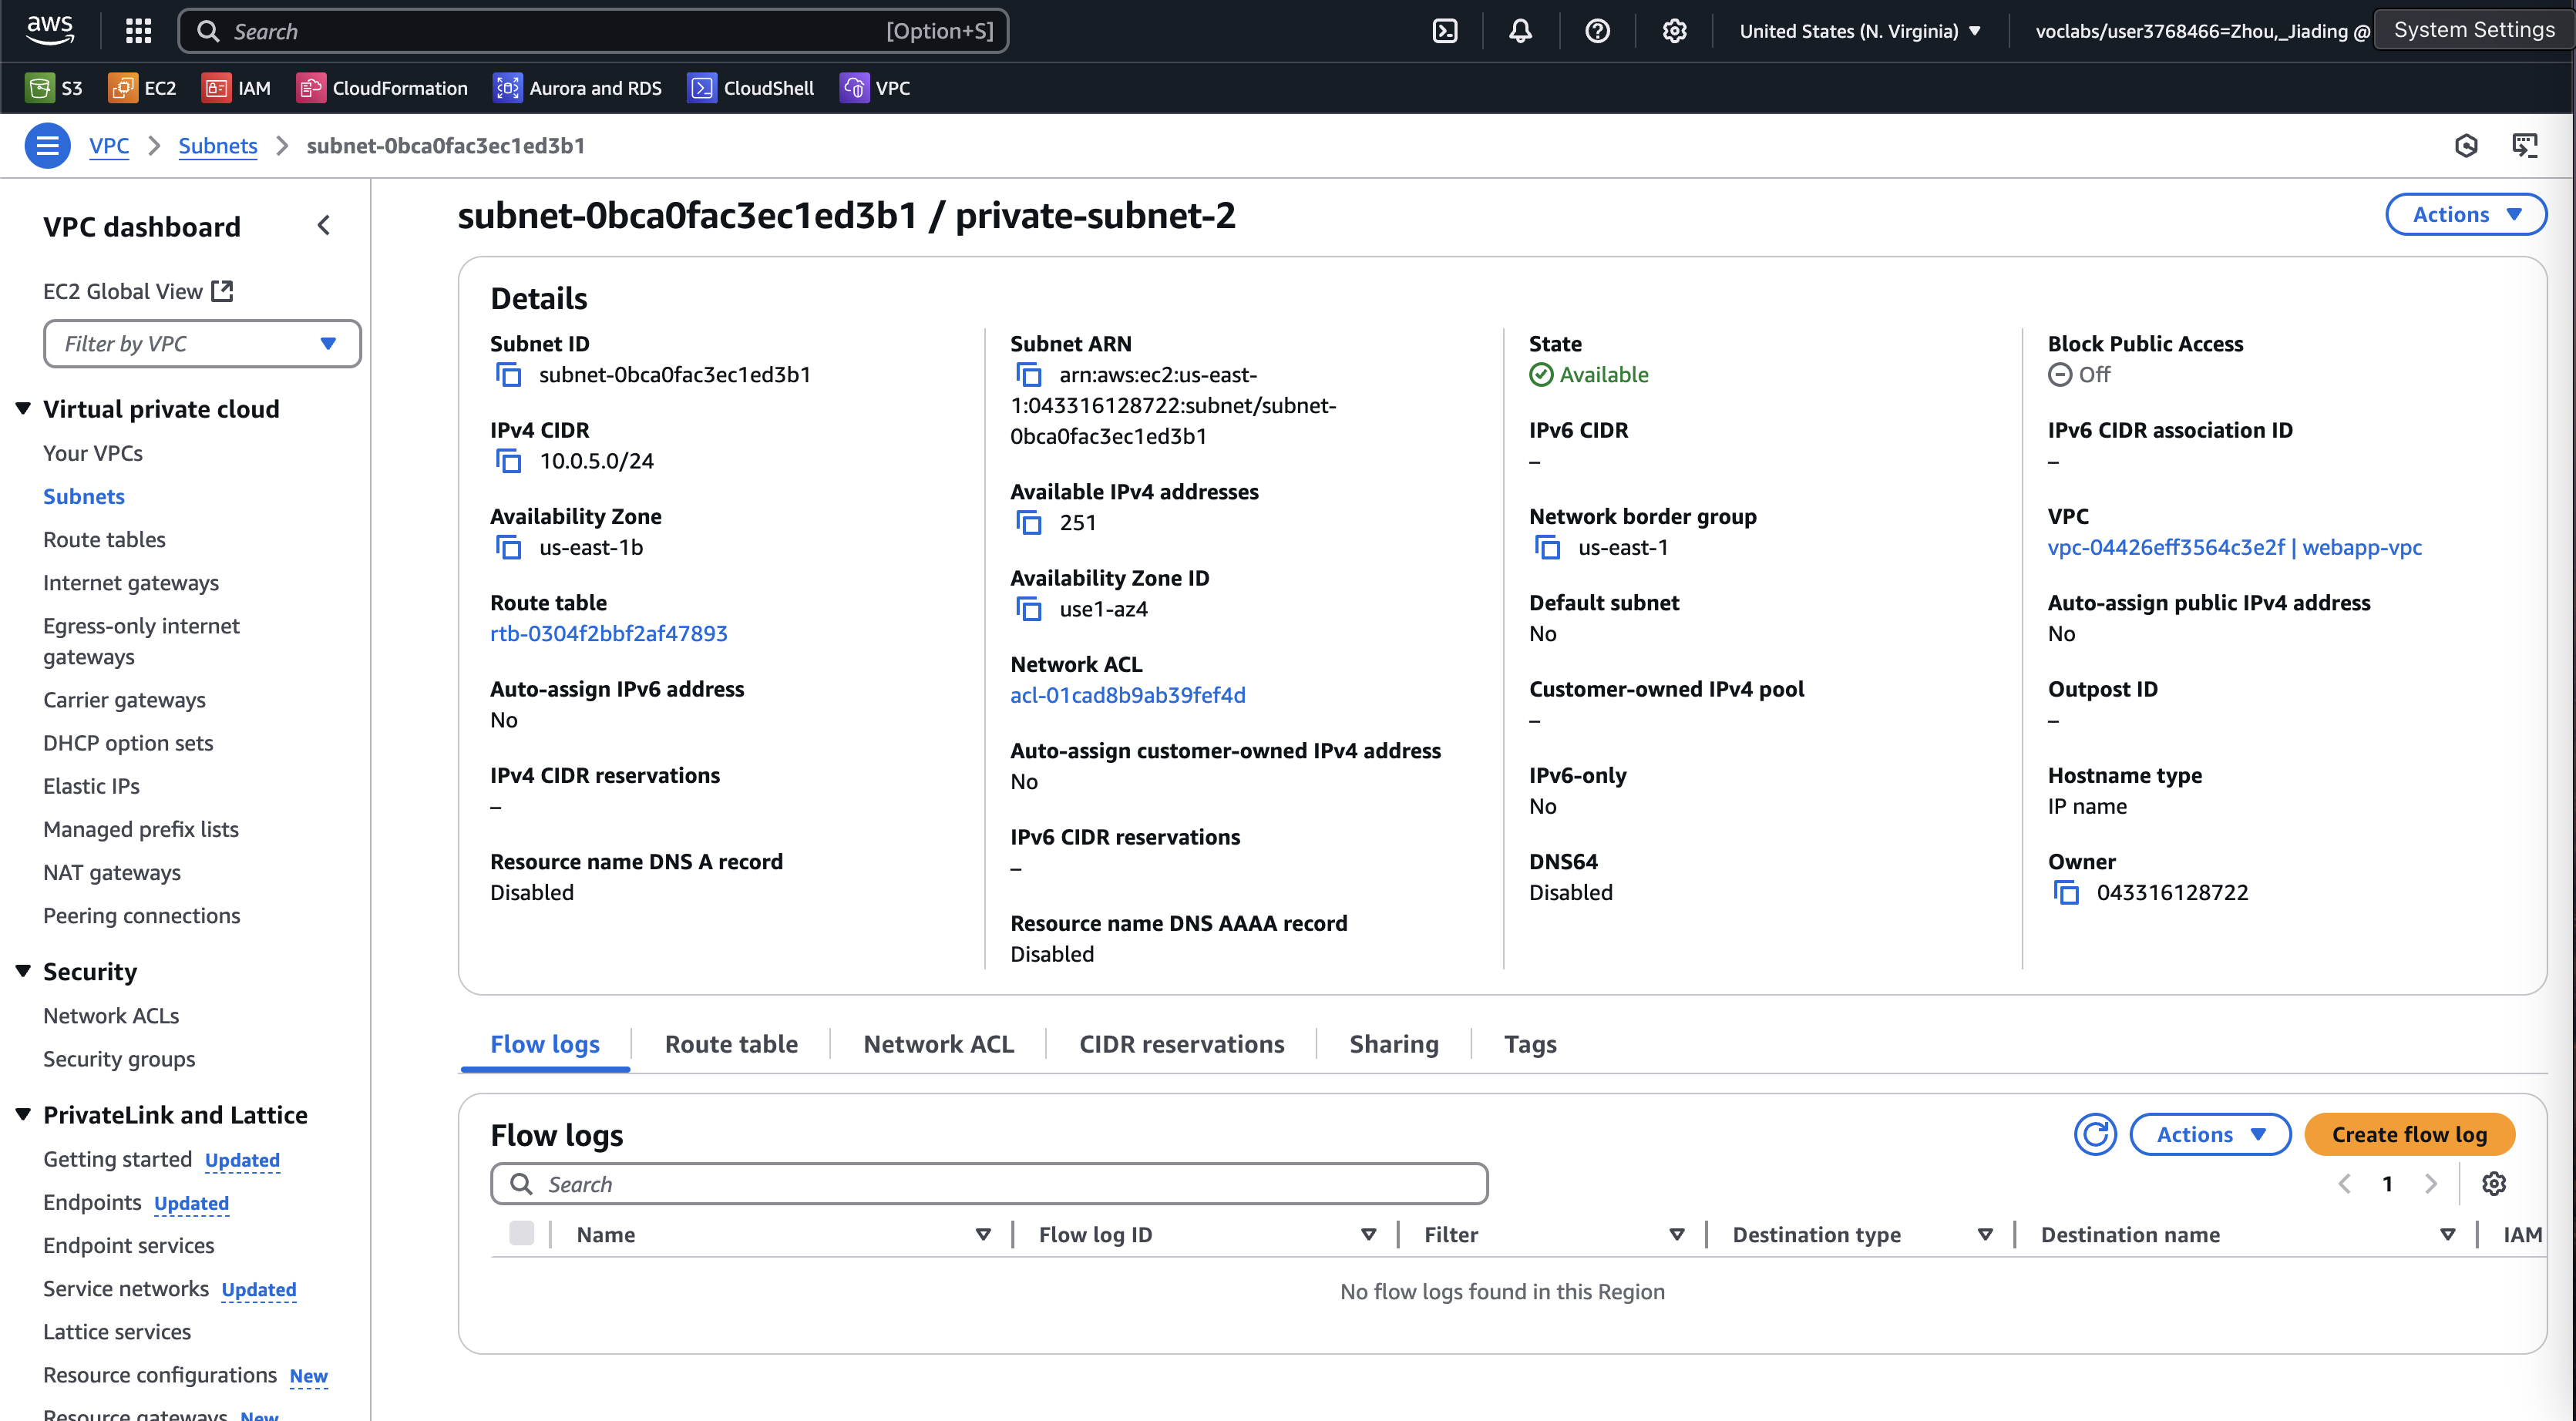 aws
Search [Option+S]
United States (N. Virginia)
voclabs/user3768466=Zhou,_Jiading @
System Settings
S3
EC2
IAM
CloudFormation
Aurora and RDS
CloudShell
VPC
VPC
Subnets
subnet-0bca0fac3ec1ed3b1
VPC dashboard
EC2 Global View
Filter by VPC
Virtual private cloud
Your VPCs
Subnets
Route tables
Internet gateways
Egress-only internet
gateways
Carrier gateways
DHCP option sets
Elastic IPs
Managed prefix lists
NAT gateways
Peering connections
Security
Network ACLs
Security groups
PrivateLink and Lattice
Getting started Updated
Endpoints Updated
Endpoint services
Service networks Updated
Lattice services
Resource configurations New
Resource gateways New
subnet-0bca0fac3ec1ed3b1 / private-subnet-2
Actions
Details
Subnet ID
subnet-0bca0fac3ec1ed3b1
IPv4 CIDR
10.0.5.0/24
Availability Zone
us-east-1b
Route table
rtb-0304f2bbf2af47893
Auto-assign IPv6 address
No
IPv4 CIDR reservations
–
Resource name DNS A record
Disabled
Subnet ARN
arn:aws:ec2:us-east-
1:043316128722:subnet/subnet-
0bca0fac3ec1ed3b1
Available IPv4 addresses
251
Availability Zone ID
use1-az4
Network ACL
acl-01cad8b9ab39fef4d
Auto-assign customer-owned IPv4 address
No
IPv6 CIDR reservations
–
Resource name DNS AAAA record
Disabled
State
Available
IPv6 CIDR
–
Network border group
us-east-1
Default subnet
No
Customer-owned IPv4 pool
–
IPv6-only
No
DNS64
Disabled
Block Public Access
Off
IPv6 CIDR association ID
–
VPC
vpc-04426eff3564c3e2f | webapp-vpc
Auto-assign public IPv4 address
No
Outpost ID
–
Hostname type
IP name
Owner
043316128722
Flow logs
Route table
Network ACL
CIDR reservations
Sharing
Tags
Flow logs
Actions
Create flow log
Search
1
Name
Flow log ID
Filter
Destination type
Destination name
IAM
No flow logs found in this Region